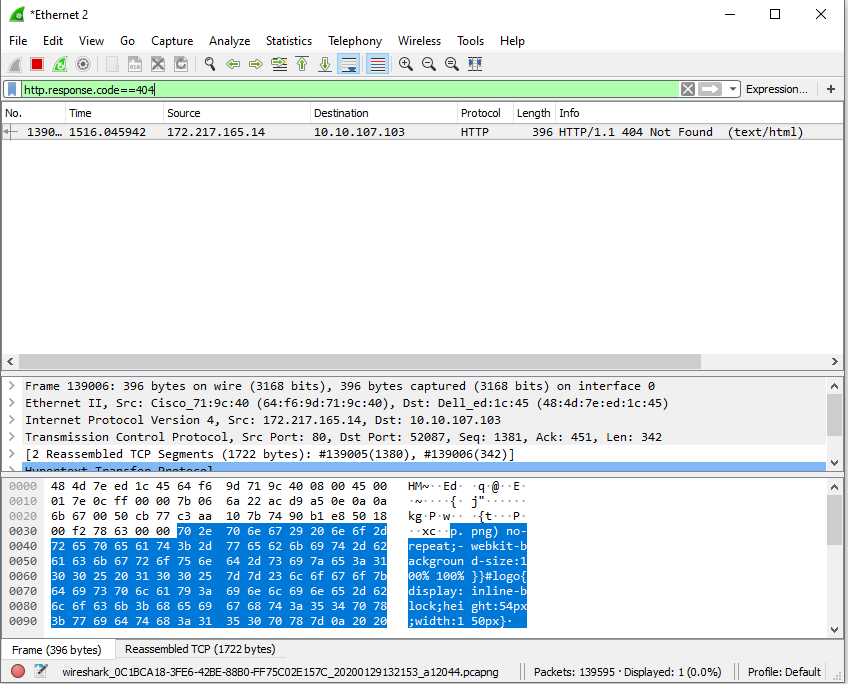 *Ethernet 2
File Edit View Go Capture Analyze Statistics Telephony Wireless Tools Help
http.response.code==404 Expression... +
No. Time Source Destination Protocol Length Info
1390… 1516.045942 172.217.165.14 10.10.107.103 HTTP 396 HTTP/1.1 404 Not Found (text/html)
Frame 139006: 396 bytes on wire (3168 bits), 396 bytes captured (3168 bits) on interface 0
Ethernet II, Src: Cisco_71:9c:40 (64:f6:9d:71:9c:40), Dst: Dell_ed:1c:45 (48:4d:7e:ed:1c:45)
Internet Protocol Version 4, Src: 172.217.165.14, Dst: 10.10.107.103
Transmission Control Protocol, Src Port: 80, Dst Port: 52087, Seq: 1381, Ack: 451, Len: 342
[2 Reassembled TCP Segments (1722 bytes): #139005(1380), #139006(342)]
Hypertext Transfer Protocol
0000 48 4d 7e ed 1c 45 64 f6 9d 71 9c 40 08 00 45 00 HM~··Ed· ·q·@··E·
0010 01 7e 0c ff 00 00 7b 06 6a 22 ac d9 a5 0e 0a 0a ·~····{· j"······
0020 6b 67 00 50 cb 77 c3 aa 10 7b 74 90 b1 e8 50 18 kg·P·w·· ·{t···P·
0030 00 f2 78 63 00 00 70 2e 70 6e 67 29 20 6e 6f 2d ··xc··p. png) no-
0040 72 65 70 65 61 74 3b 2d 77 65 62 6b 69 74 2d 62 repeat;- webkit-b
0050 61 63 6b 67 72 6f 75 6e 64 2d 73 69 7a 65 3a 31 ackgroun d-size:1
0060 30 30 25 20 31 30 30 25 7d 7d 23 6c 6f 67 6f 7b 00% 100% }}#logo{
0070 64 69 73 70 6c 61 79 3a 69 6e 6c 69 6e 65 2d 62 display: inline-b
0080 6c 6f 63 6b 3b 68 65 69 67 68 74 3a 35 34 70 78 lock;hei ght:54px
0090 3b 77 69 64 74 68 3a 31 35 30 70 78 7d 0a 20 20 ;width:1 50px}·
Frame (396 bytes) Reassembled TCP (1722 bytes)
wireshark_0C1BCA18-3FE6-42BE-88B0-FF75C02E157C_20200129132153_a12044.pcapng Packets: 139595 · Displayed: 1 (0.0%) Profile: Default